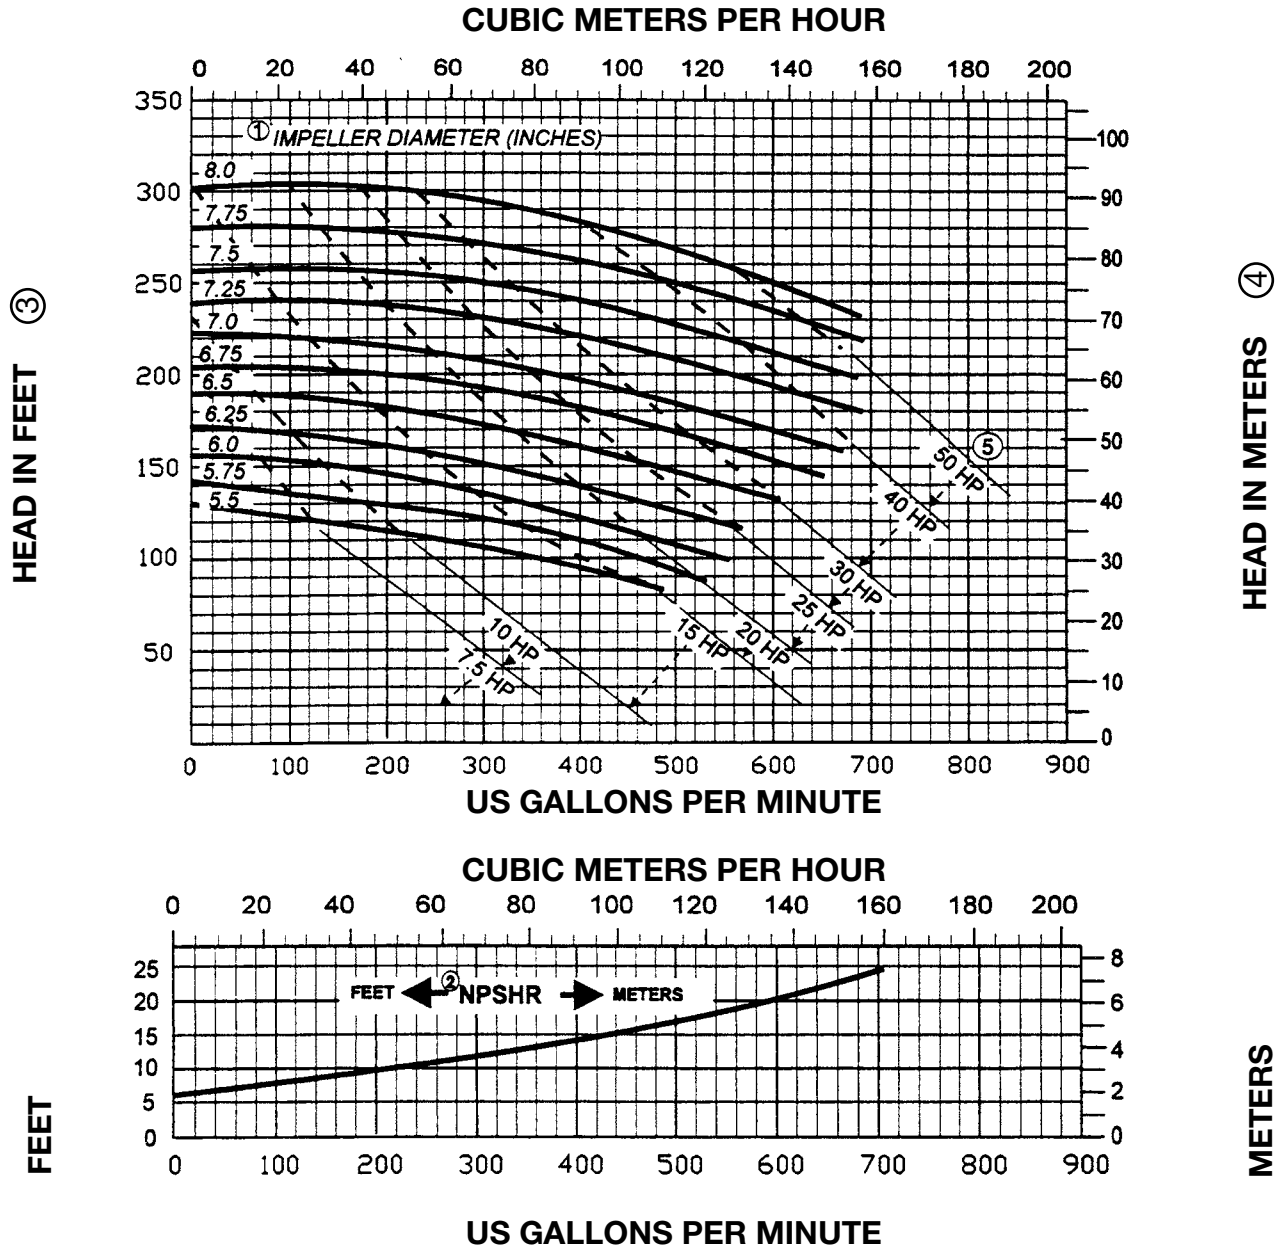 CUBIC METERS PER HOUR
0 20 40 60 80 100 120 140 160 180 200
350
300
250
200
150
100
50
① IMPELLER DIAMETER (INCHES)
8.0
7.75
7.5
7.25
7.0
6.75
6.5
6.25
6.0
5.75
5.5
100
90
80
70
60
50
40
30
20
10
0
③
HEAD IN FEET
④
HEAD IN METERS
⑤
50 HP
40 HP
30 HP
25 HP
20 HP
15 HP
10 HP
7.5 HP
0 100 200 300 400 500 600 700 800 900
US GALLONS PER MINUTE
CUBIC METERS PER HOUR
0 20 40 60 80 100 120 140 160 180 200
25
20
15
10
5
0
FEET ② NPSHR METERS
8
6
4
2
0
FEET
METERS
0 100 200 300 400 500 600 700 800 900
US GALLONS PER MINUTE